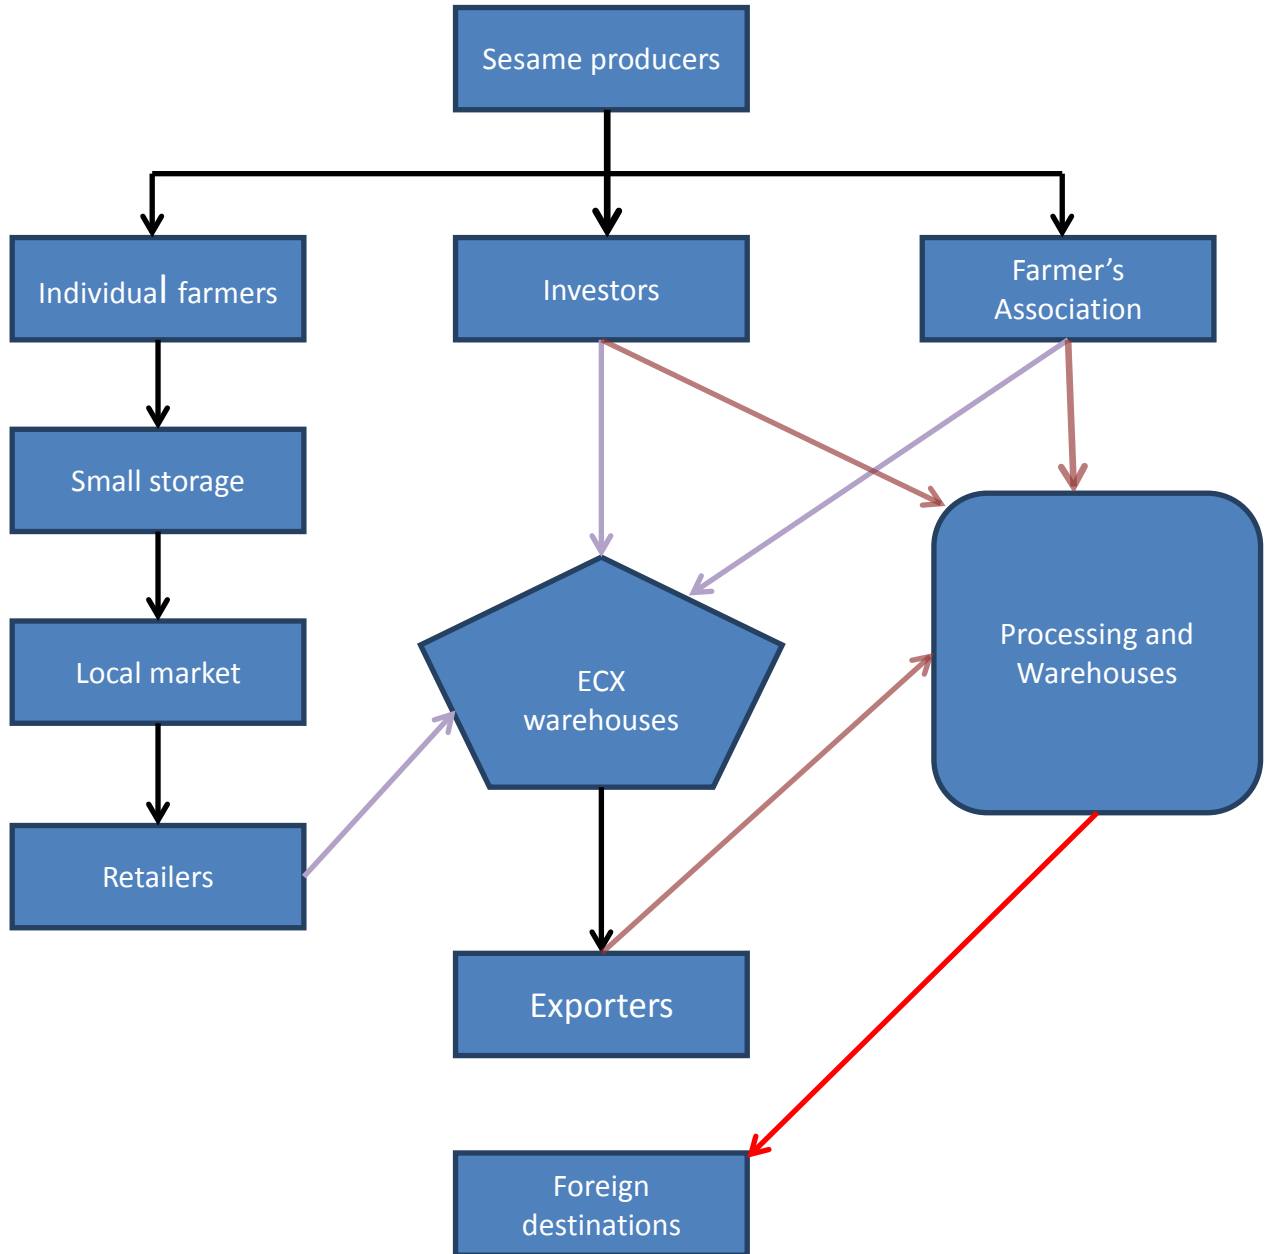 Sesame producers
Individual farmers
Investors
Farmer’s
Association
Small storage
Local market
Retailers
ECX
warehouses
Processing and
Warehouses
Exporters
Foreign
destinations